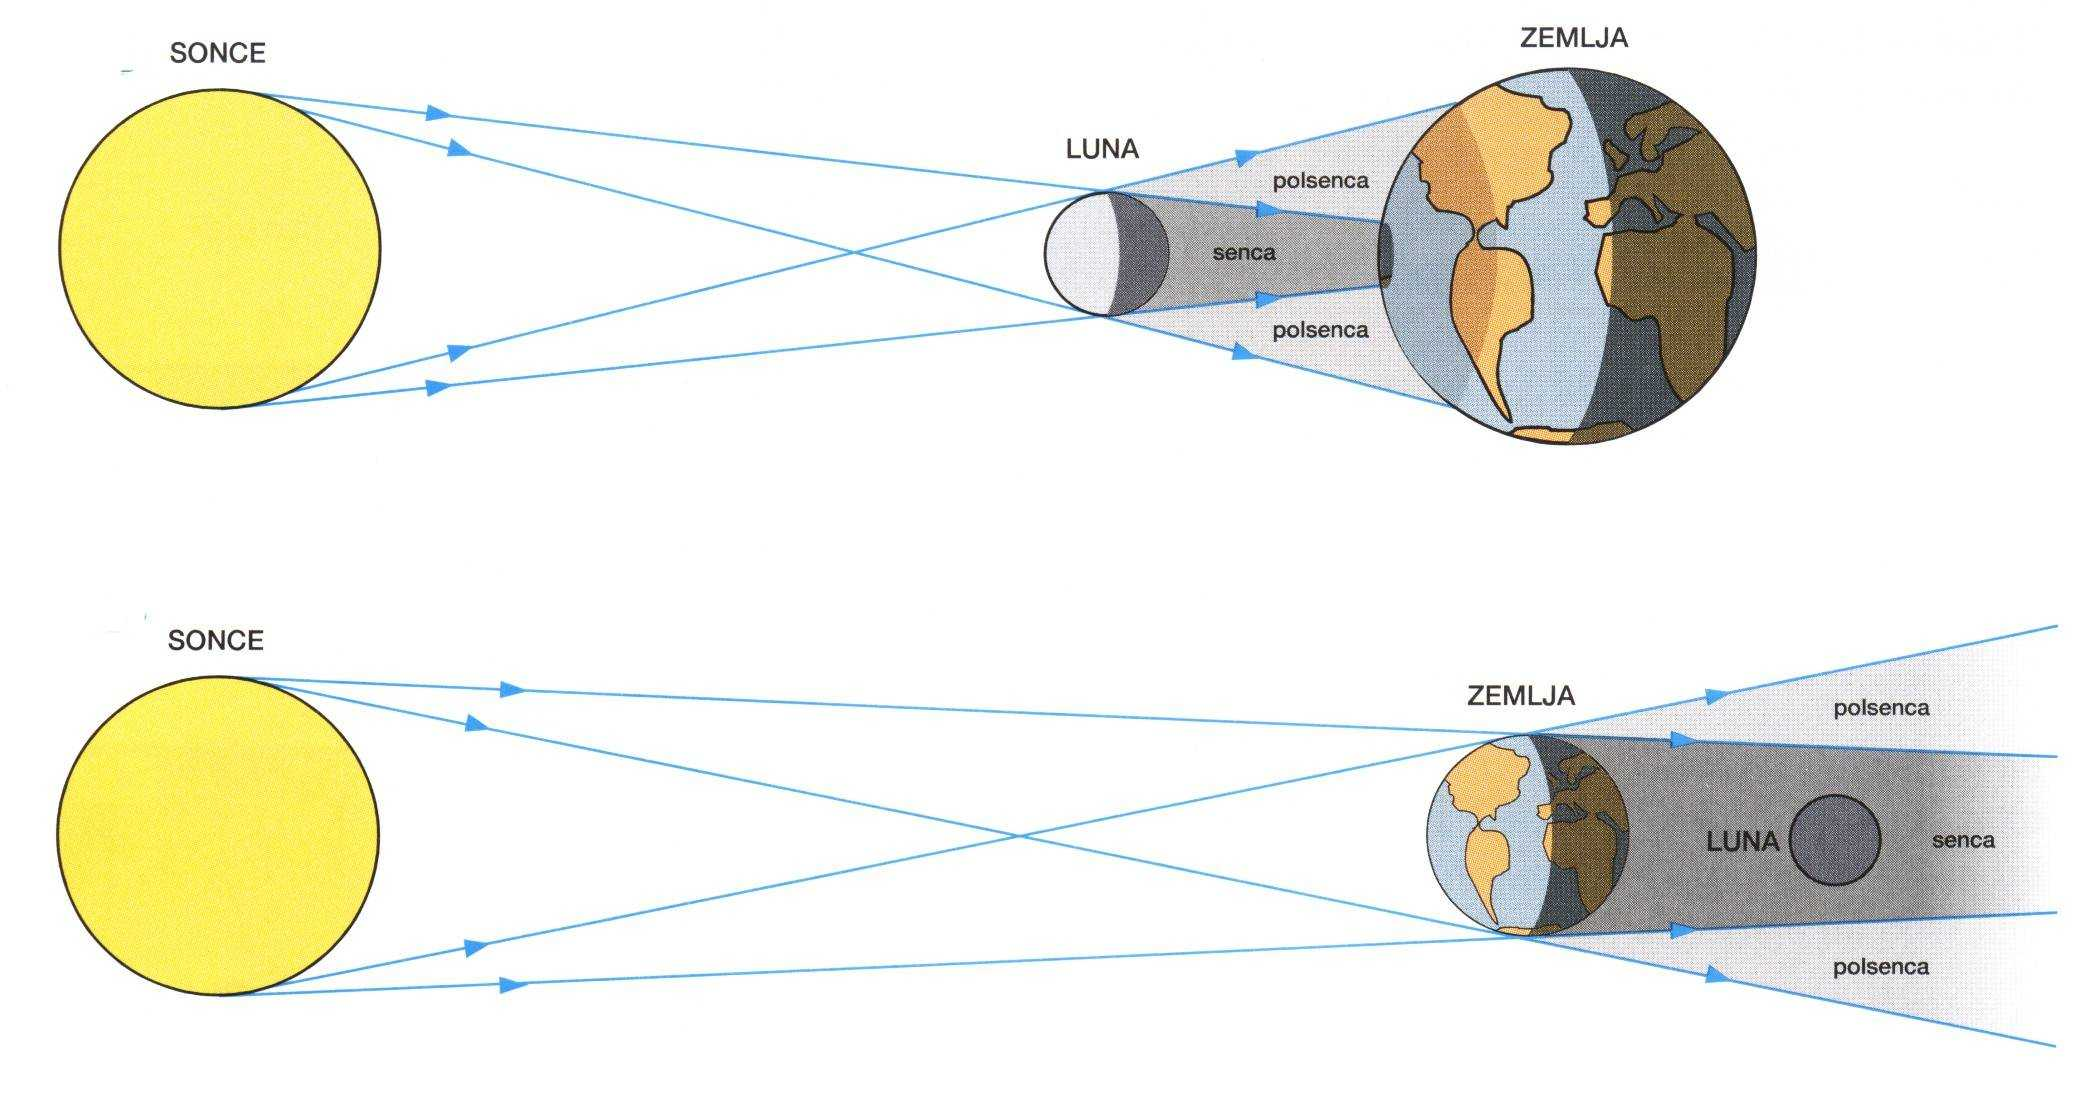 SONCE
ZEMLJA
LUNA
polsenca
senca
polsenca
SONCE
ZEMLJA
polsenca
LUNA
senca
polsenca